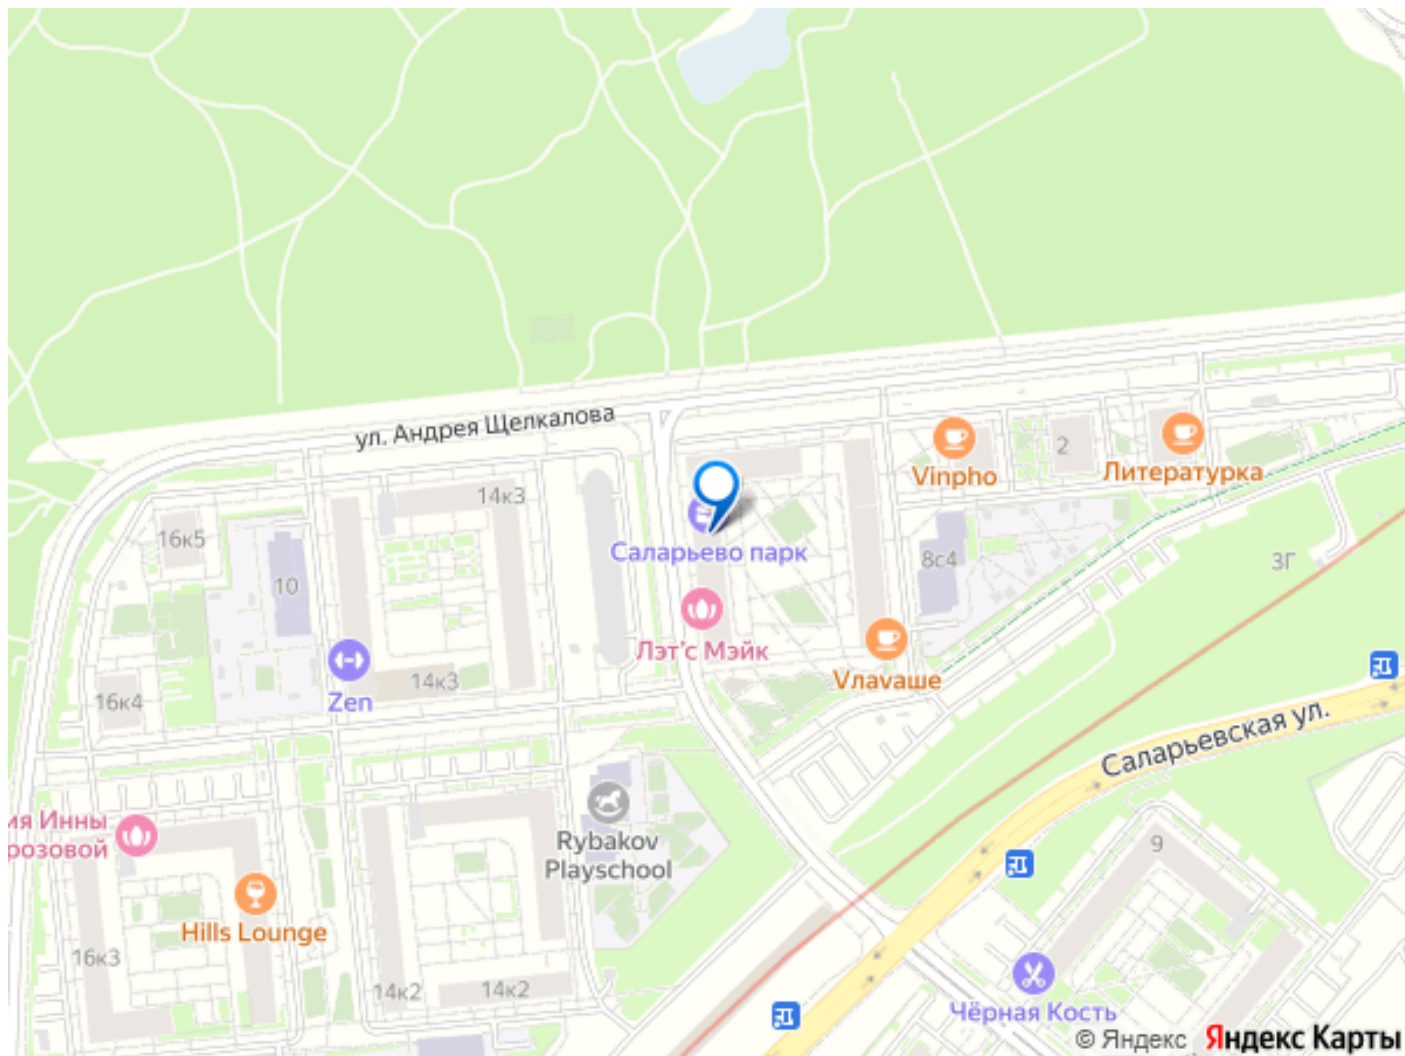 ул. Андрея Щелкалова
Vinpho
2
Литературка
14к3
16к5
Саларьево парк
8с4
3Г
10
Лэт'с Мэйк
Vлаvаше
14к3
Zen
16к4
Саларьевская ул.
ия Инны
розовой
Rybakov
Playschool
9
Hills Lounge
16к3
14к2
14к2
Чёрная Кость
© Яндекс Яндекс Карты